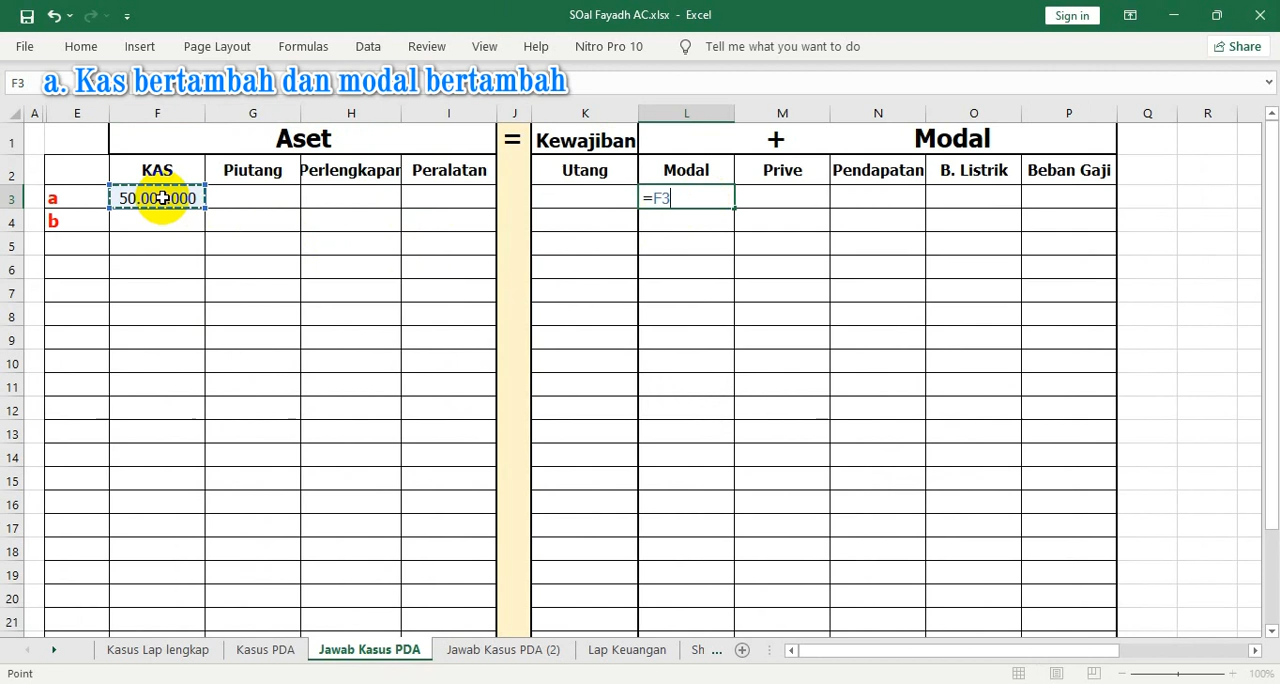 SOal Fayadh AC.xlsx - Excel
Sign in
File Home Insert Page Layout Formulas Data Review View Help Nitro Pro 10 Tell me what you want to do Share
F3
a. Kas bertambah dan modal bertambah
A E F G H I J K L M N O P Q R
1 Aset = Kewajiban + Modal
2 KAS Piutang Perlengkapan Peralatan Utang Modal Prive Pendapatan B. Listrik Beban Gaji
3 a 50.000.000 =F3
4 b
5
6
7
8
9
10
11
12
13
14
15
16
17
18
19
20
21
Kasus Lap lengkap Kasus PDA Jawab Kasus PDA Jawab Kasus PDA (2) Lap Keuangan Sh ...
Point 100%